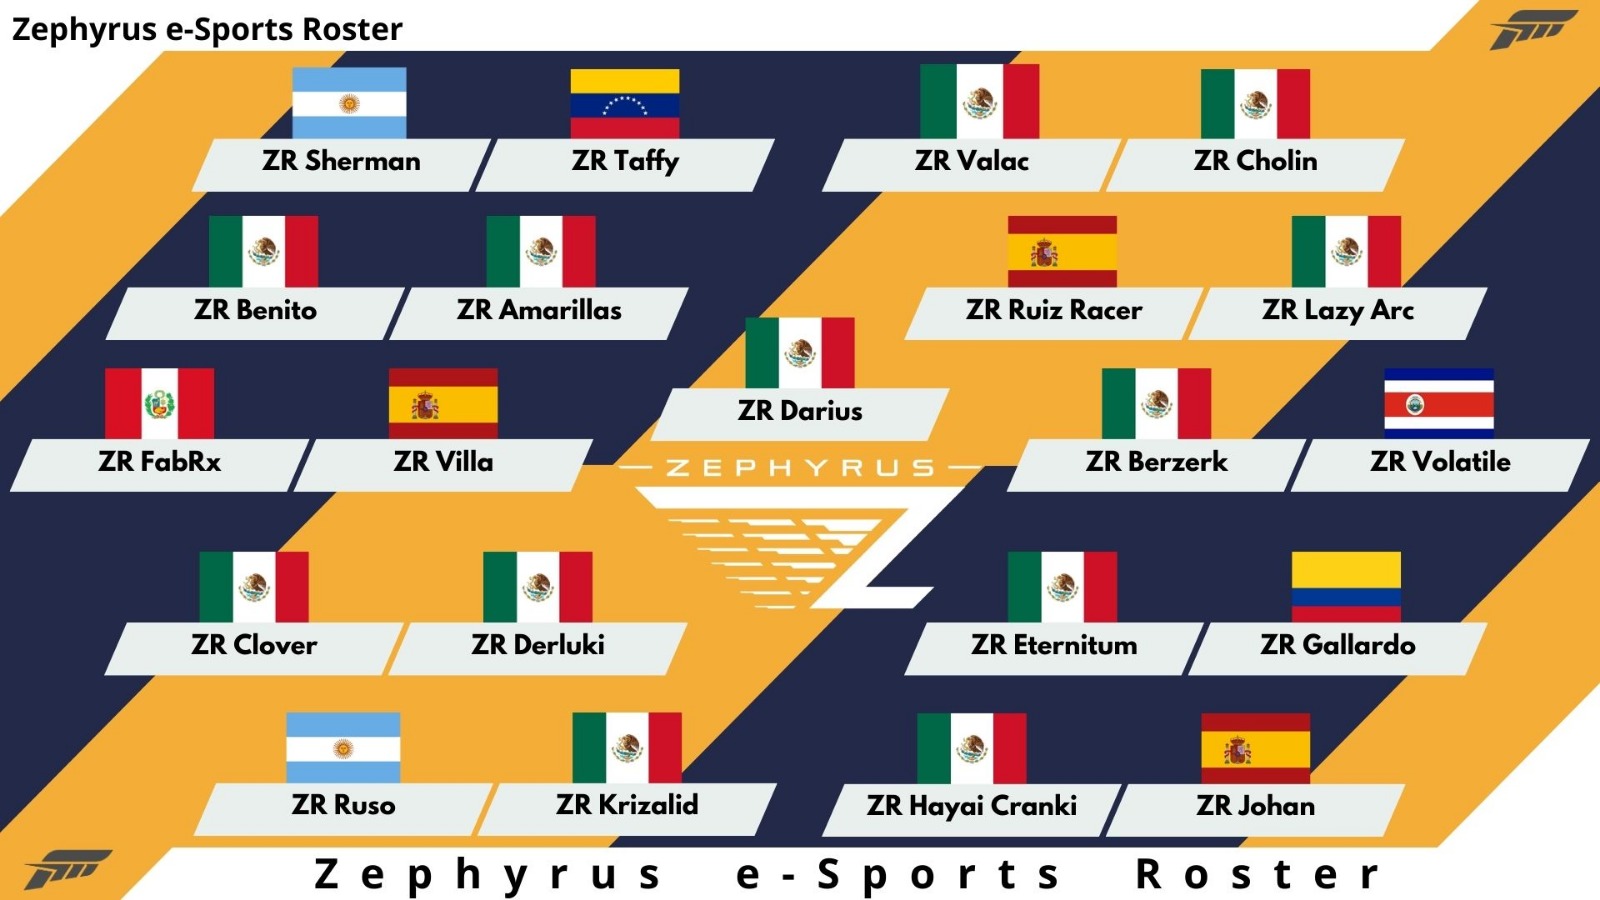 Zephyrus e-Sports Roster
ZR Sherman
ZR Taffy
ZR Valac
ZR Cholin
ZR Benito
ZR Amarillas
ZR Ruiz Racer
ZR Lazy Arc
ZR Darius
ZR FabRx
ZR Villa
ZR Berzerk
ZR Volatile
ZEPHYRUS
ZR Clover
ZR Derluki
ZR Eternitum
ZR Gallardo
ZR Ruso
ZR Krizalid
ZR Hayai Cranki
ZR Johan
Zephyrus e-Sports Roster